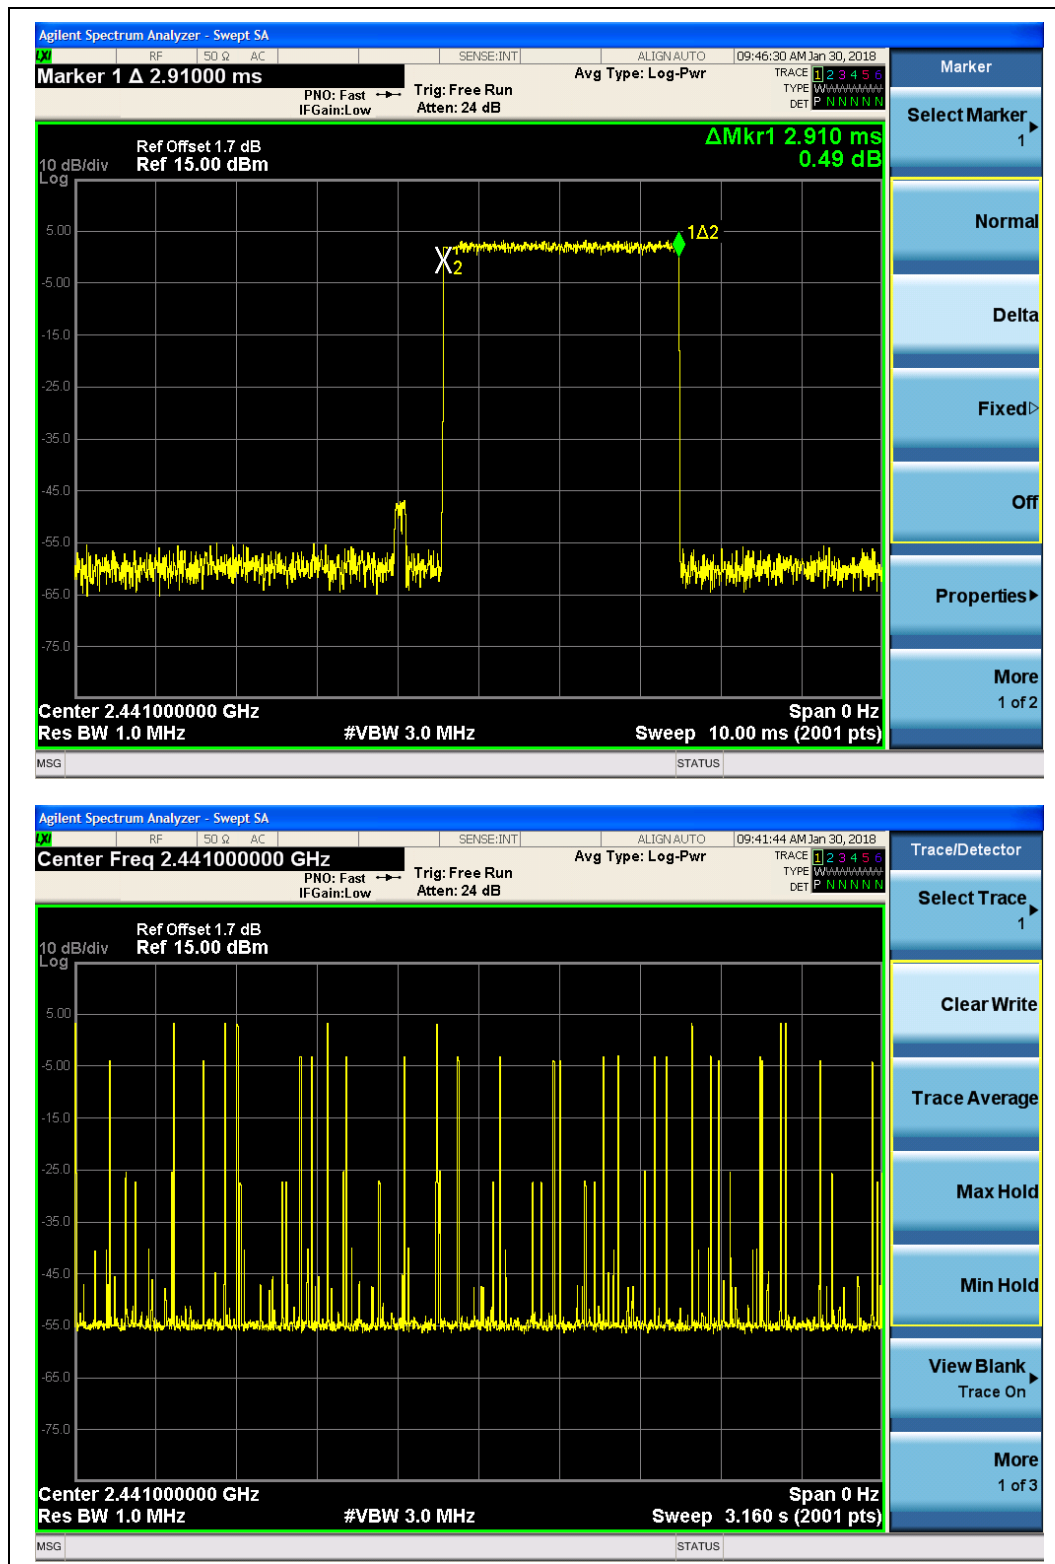 Agilent Spectrum Analyzer - Swept SA
LXI RF 50 Ω AC SENSE:INT ALIGN AUTO 09:46:30 AM Jan 30, 2018
Marker 1 Δ 2.91000 ms
PNO: Fast
IFGain:Low
Trig: Free Run
Atten: 24 dB
Avg Type: Log-Pwr
TRACE 1 2 3 4 5 6
TYPE W
DET P N N N N N
Marker
Select Marker
1
Normal
Delta
Fixed
Off
Properties
More
1 of 2
ΔMkr1 2.910 ms
0.49 dB
Ref Offset 1.7 dB
10 dB/div Ref 15.00 dBm
Log
5.00
-5.00
-15.0
-25.0
-35.0
-45.0
-55.0
-65.0
-75.0
1Δ2
2
Center 2.441000000 GHz Span 0 Hz
Res BW 1.0 MHz #VBW 3.0 MHz Sweep 10.00 ms (2001 pts)
MSG STATUS
Agilent Spectrum Analyzer - Swept SA
LXI RF 50 Ω AC SENSE:INT ALIGN AUTO 09:41:44 AM Jan 30, 2018
Center Freq 2.441000000 GHz
PNO: Fast
IFGain:Low
Trig: Free Run
Atten: 24 dB
Avg Type: Log-Pwr
TRACE 1 2 3 4 5 6
TYPE W
DET P N N N N N
Trace/Detector
Select Trace
1
Clear Write
Trace Average
Max Hold
Min Hold
View Blank
Trace On
More
1 of 3
Ref Offset 1.7 dB
10 dB/div Ref 15.00 dBm
Log
5.00
-5.00
-15.0
-25.0
-35.0
-45.0
-55.0
-65.0
-75.0
Center 2.441000000 GHz Span 0 Hz
Res BW 1.0 MHz #VBW 3.0 MHz Sweep 3.160 s (2001 pts)
MSG STATUS